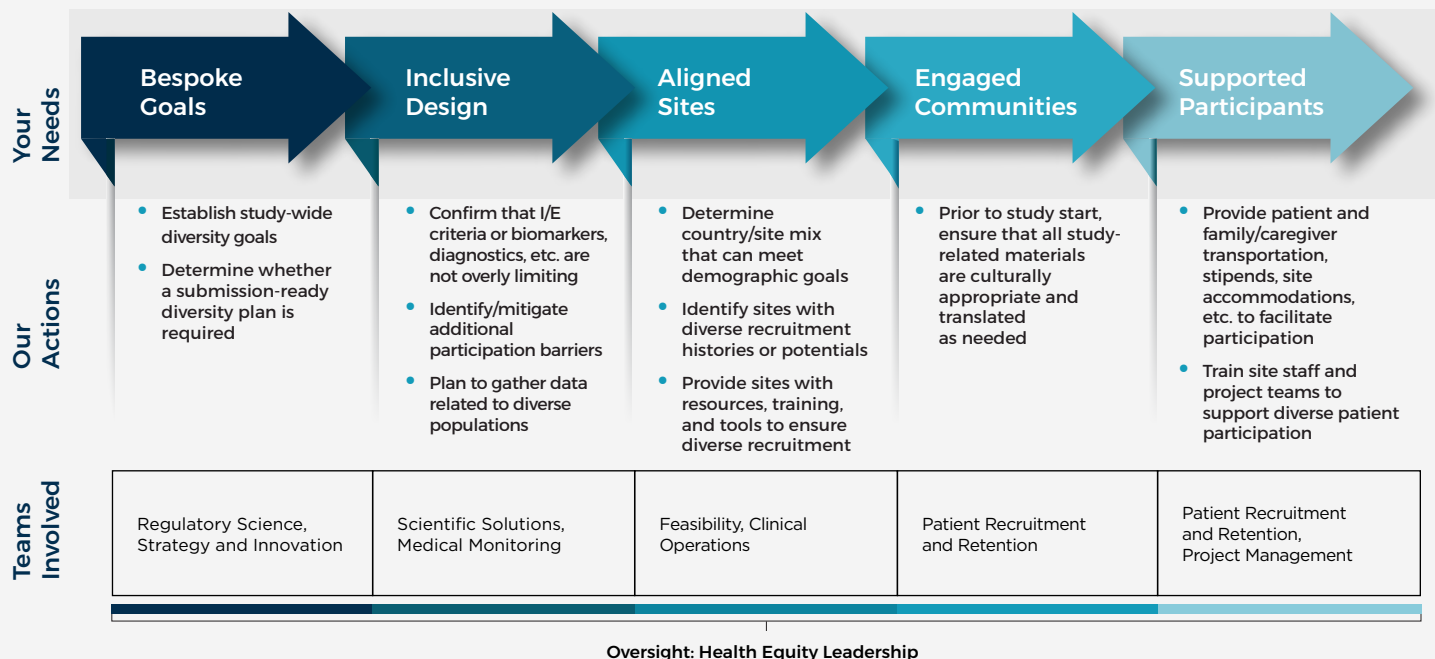 Your
Needs
Bespoke
Goals
Inclusive
Design
Aligned
Sites
Engaged
Communities
Supported
Participants
Our
Actions
• Establish study-wide
diversity goals
• Determine whether
a submission-ready
diversity plan is
required
• Confirm that I/E
criteria or biomarkers,
diagnostics, etc. are
not overly limiting
• Identify/mitigate
additional
participation barriers
• Plan to gather data
related to diverse
populations
• Determine
country/site mix
that can meet
demographic goals
• Identify sites with
diverse recruitment
histories or potentials
• Provide sites with
resources, training,
and tools to ensure
diverse recruitment
• Prior to study start,
ensure that all study-
related materials
are culturally
appropriate and
translated
as needed
• Provide patient and
family/caregiver
transportation,
stipends, site
accommodations,
etc. to facilitate
participation
• Train site staff and
project teams to
support diverse patient
participation
Teams
Involved
Regulatory Science,
Strategy and Innovation
Scientific Solutions,
Medical Monitoring
Feasibility, Clinical
Operations
Patient Recruitment
and Retention
Patient Recruitment
and Retention,
Project Management
Oversight: Health Equity Leadership